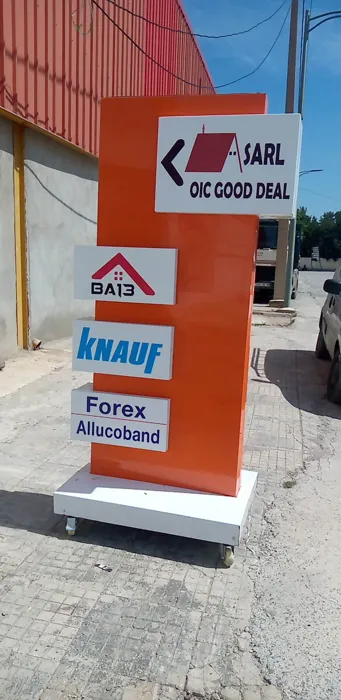 SARL
OIC GOOD DEAL
BA13
KNAUF
Forex
Allucoband